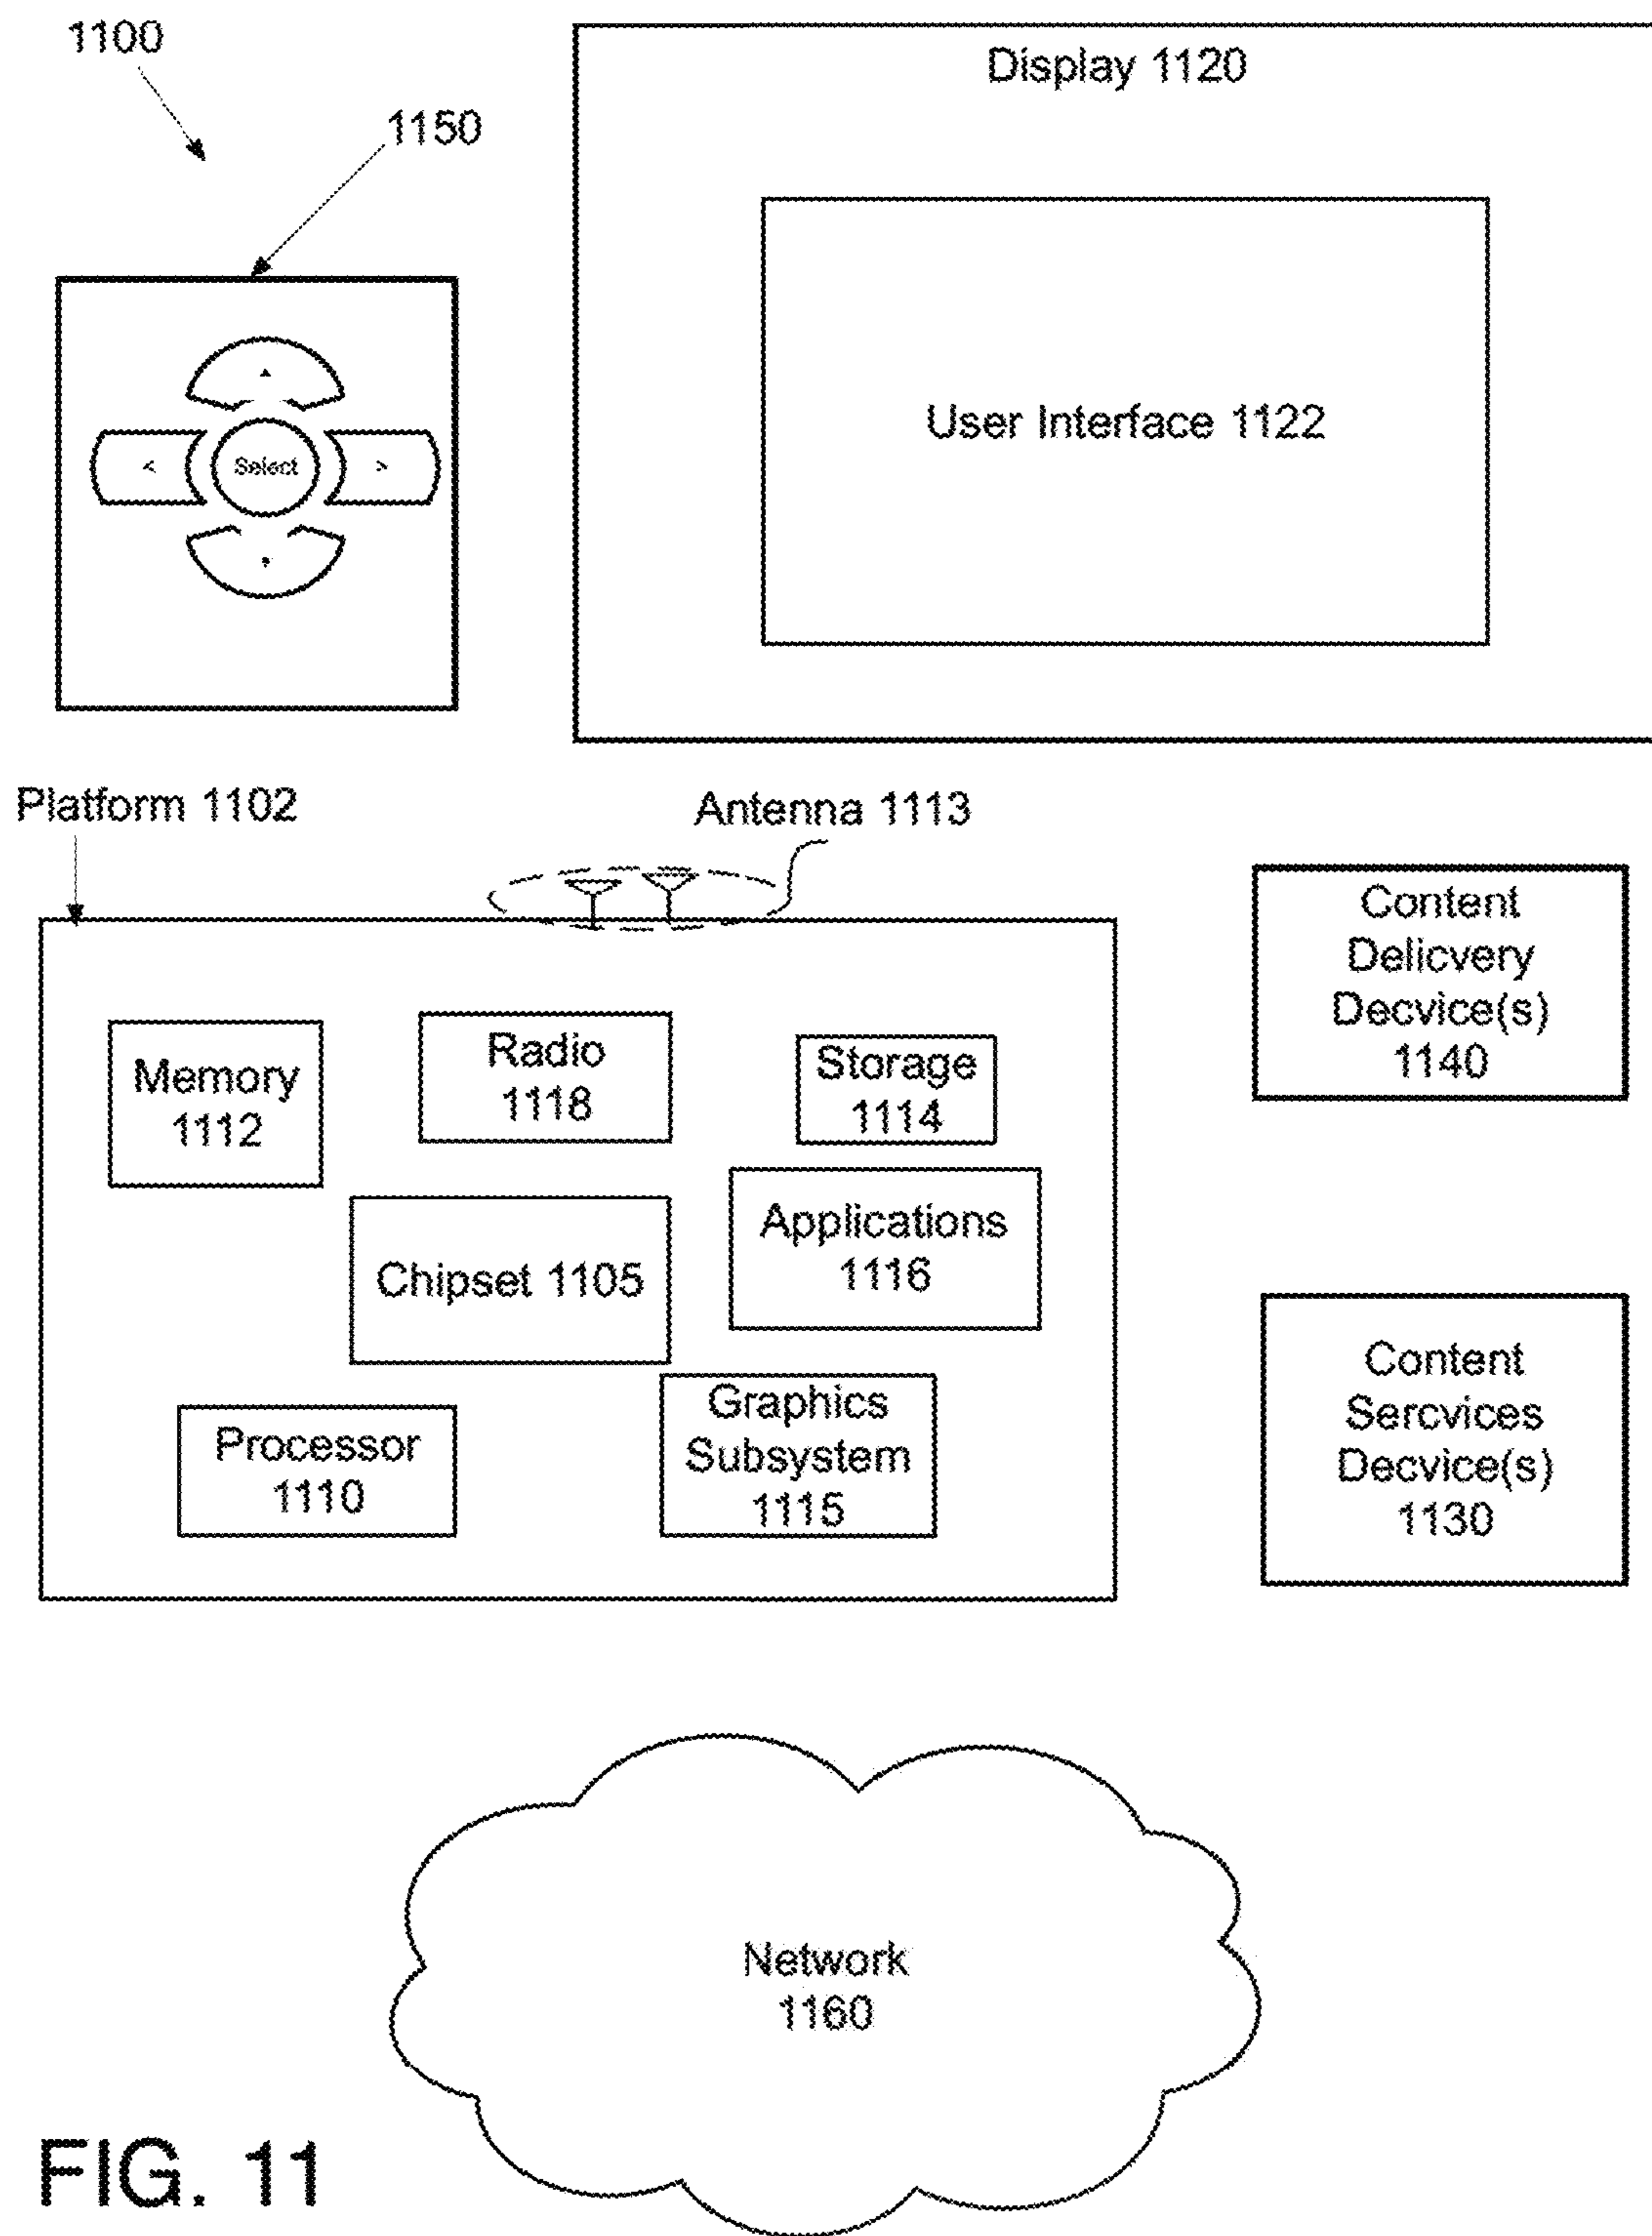 1100
1150
Display 1120
User Interface 1122
<
Select
>
Platform 1102
Antenna 1113
Memory
1112
Radio
1118
Storage
1114
Chipset 1105
Applications
1116
Processor
1110
Graphics
Subsystem
1115
Content
Delicvery
Decvice(s)
1140
Content
Sercvices
Decvice(s)
1130
Network
1160
FIG. 11